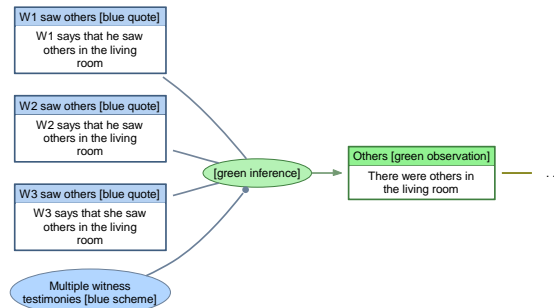 W1 saw others [blue quote]
W1 says that he saw
others in the living
room
W2 saw others [blue quote]
W2 says that he saw
others in the living
room
[green inference]
Others [green observation]
There were others in
the living room
. .
W3 saw others [blue quote]
W3 says that she saw
others in the living
room
Multiple witness
testimonies [blue scheme]